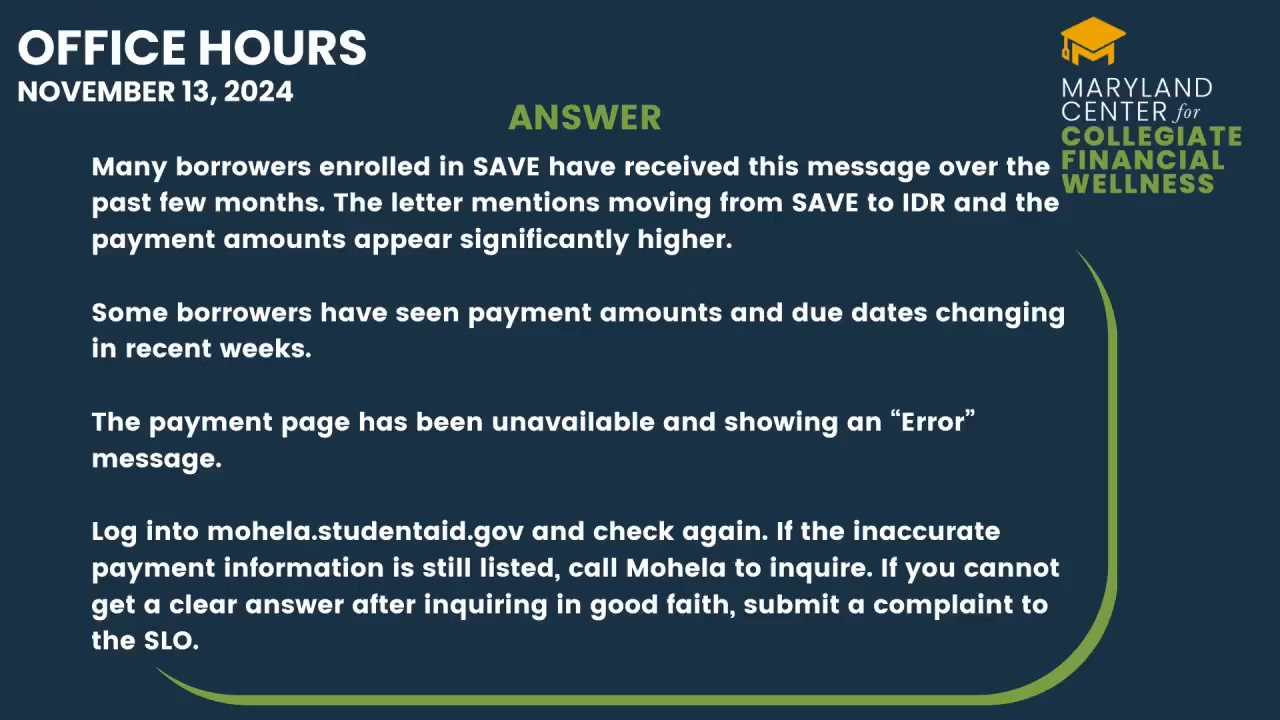 OFFICE HOURS
NOVEMBER 13, 2024
MARYLAND
CENTER for
COLLEGIATE
FINANCIAL
WELLNESS
ANSWER
Many borrowers enrolled in SAVE have received this message over the
past few months. The letter mentions moving from SAVE to IDR and the
payment amounts appear significantly higher.
Some borrowers have seen payment amounts and due dates changing
in recent weeks.
The payment page has been unavailable and showing an “Error”
message.
Log into mohela.studentaid.gov and check again. If the inaccurate
payment information is still listed, call Mohela to inquire. If you cannot
get a clear answer after inquiring in good faith, submit a complaint to
the SLO.